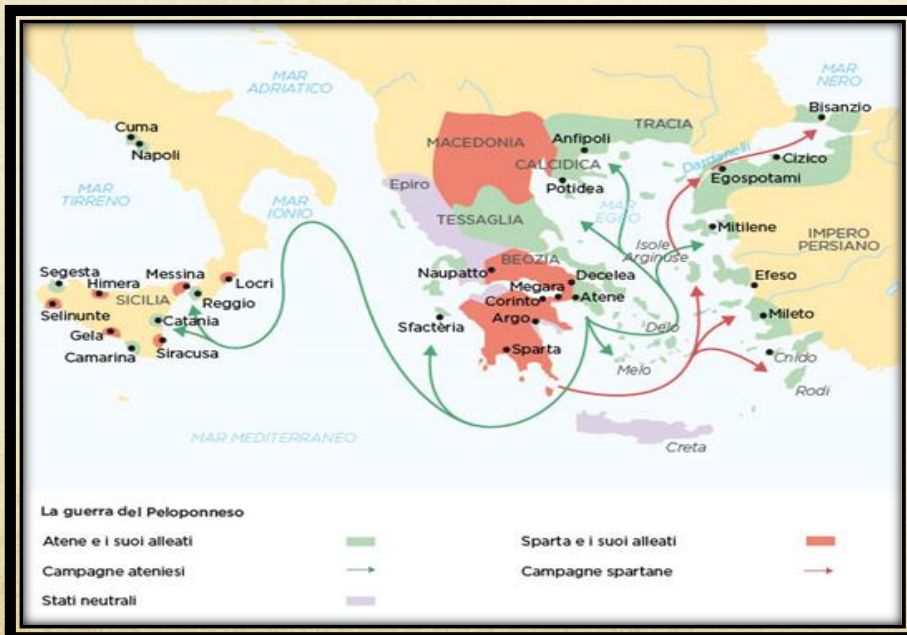 MAR
NERO
MAR
ADRIATICO
Bisanzio
Cuma
Napoli
MACEDONIA
Anfipoli
TRACIA
CALCIDICA
Dardanelli
Cizico
Egospotami
Potidea
Epiro
MAR
TIRRENO
MAR
IONIO
MAR
EGEO
TESSAGLIA
Mitilene
IMPERO
PERSIANO
Isole
Arginuse
BEOZIA
Segesta
Himera
Messina
Locri
Naupatto
Decelea
Efeso
SICILIA
Reggio
Megara
Corinto
Atene
Selinunte
Catania
Sfacteria
Argo
Delo
Mileto
Gela
Camarina
Siracusa
Sparta
Melo
Cnido
Rodi
MAR MEDITERRANEO
Creta
La guerra del Peloponneso
Atene e i suoi alleati
Sparta e i suoi alleati
Campagne ateniesi
Campagne spartane
Stati neutrali